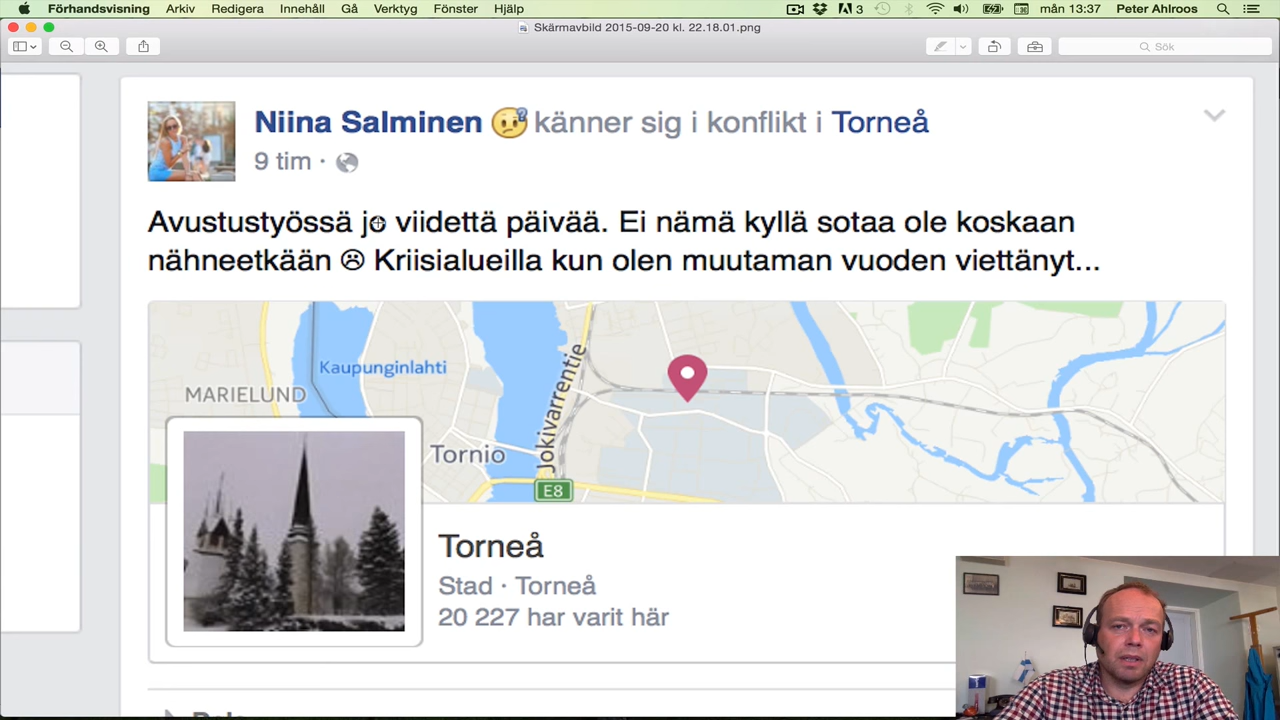 Förhandsvisning Arkiv Redigera Innehåll Gå Verktyg Fönster Hjälp 3 mån 13:37 Peter Ahlroos
Skärmavbild 2015-09-20 kl. 22.18.01.png
Sök
Niina Salminen känner sig i konflikt i Torneå
9 tim ·
Avustustyössä jo viidettä päivää. Ei nämä kyllä sotaa ole koskaan
nähneetkään ☹ Kriisialueilla kun olen muutaman vuoden viettänyt...
Kaupunginlahti
MARIELUND
Jokivarrentie
Tornio
E8
Torneå
Stad · Torneå
20 227 har varit här